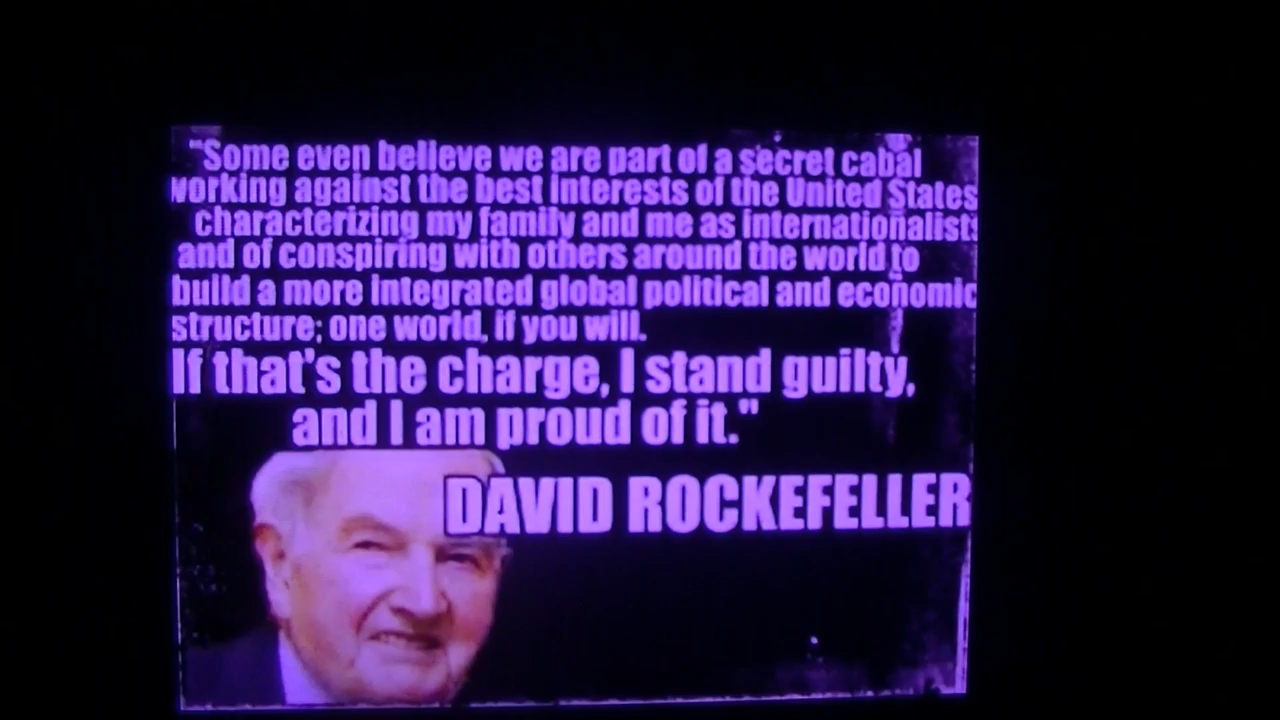 "Some even believe we are part of a secret cabal
working against the best interests of the United States
characterizing my family and me as internationalists
and of conspiring with others around the world to
build a more integrated global political and economic
structure; one world, if you will.
If that's the charge, I stand guilty,
and I am proud of it."
DAVID ROCKEFELLER